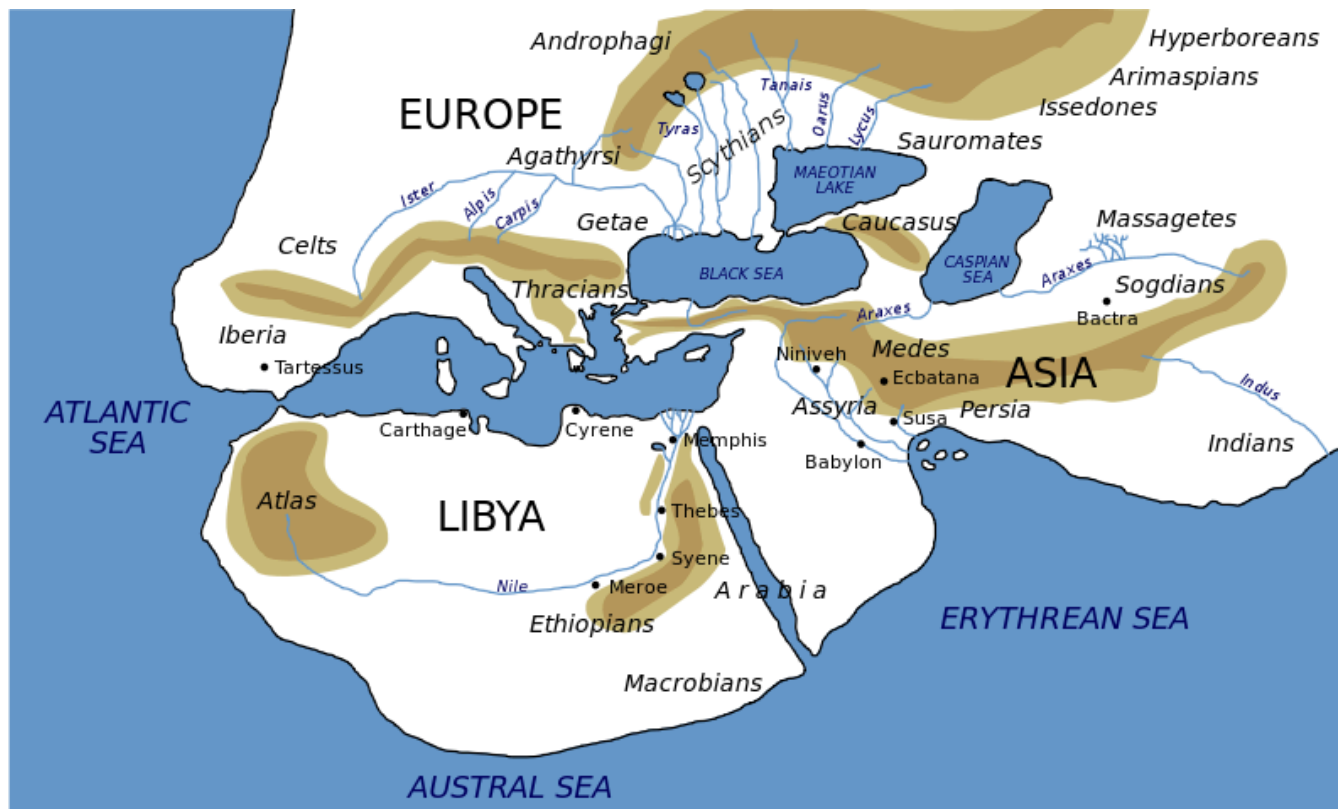 Androphagi
Hyperboreans
Arimaspians
Issedones
EUROPE
Tanais
Oarus
Lycus
Tyras
Scythians
Sauromates
Agathyrsi
MAEOTIAN
LAKE
Ister
Alpis
Carpis
Getae
Caucasus
Massagetes
Celts
BLACK SEA
CASPIAN
SEA
Araxes
Sogdians
Thracians
Araxes
Bactra
Iberia
Tartessus
Niniveh
Medes
Ecbatana
ASIA
Indus
ATLANTIC
SEA
Carthage
Cyrene
Memphis
Assyria
Susa
Persia
Babylon
Indians
Atlas
LIBYA
Thebes
Syene
Nile
Meroe
Arabia
Ethiopians
ERYTHREAN SEA
Macrobians
AUSTRAL SEA